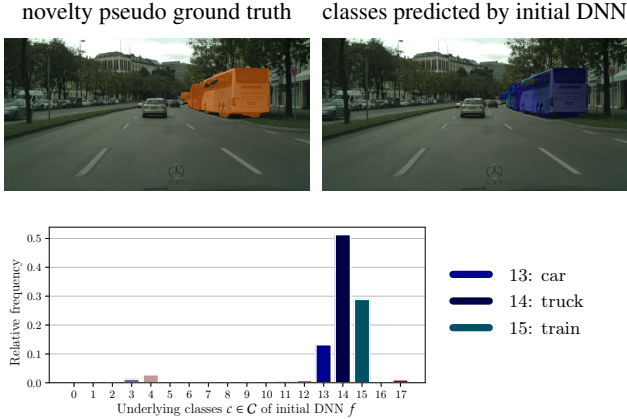 novelty pseudo ground truth
classes predicted by initial DNN
0.5
0.4
0.3
0.2
0.1
0.0
Relative frequency
0 1 2 3 4 5 6 7 8 9 10 11 12 13 14 15 16 17
Underlying classes c ∈ C of initial DNN f
13: car
14: truck
15: train